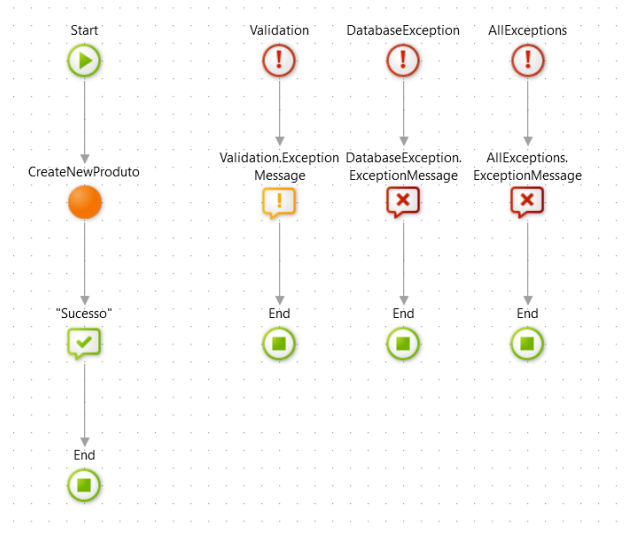 Start
Validation
DatabaseException
AllExceptions
CreateNewProduto
Validation.Exception
Message
DatabaseException.
ExceptionMessage
AllExceptions.
ExceptionMessage
"Sucesso"
End
End
End
End